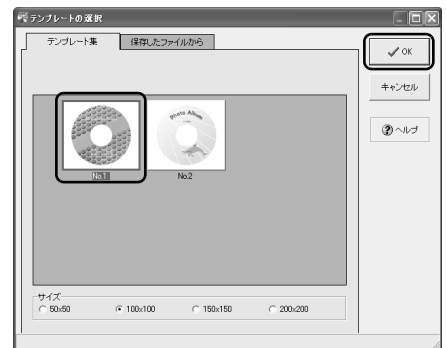 テンプレートの選択
テンプレート集
保存したファイルから
OK
キャンセル
ヘルプ
Photo Album
No.1
No.2
サイズ
50x50
100x100
150x150
200x200